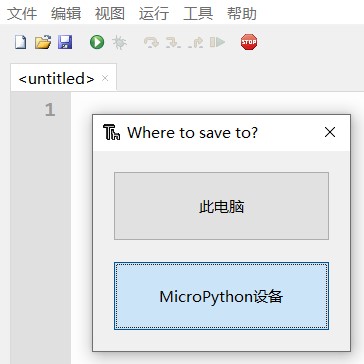 文件 编辑 视图 运行 工具 帮助
STOP
<untitled> ×
1
Th Where to save to? ×
此电脑
MicroPython设备